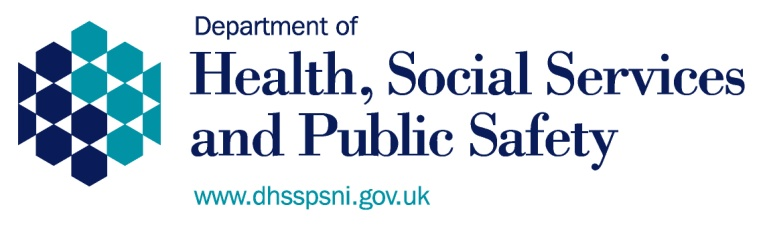 Department of
Health, Social Services
and Public Safety
www.dhsspsni.gov.uk